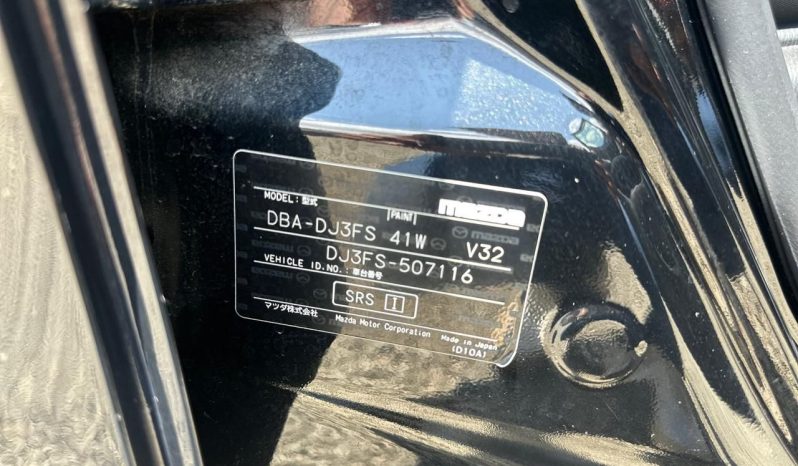 mazda
MODEL:型式 PAINT
DBA-DJ3FS 41W V32
DJ3FS-507116
VEHICLE ID.NO.:車台番号
SRS I
マツダ株式会社 Mazda Motor Corporation Made in Japan
(D10A)